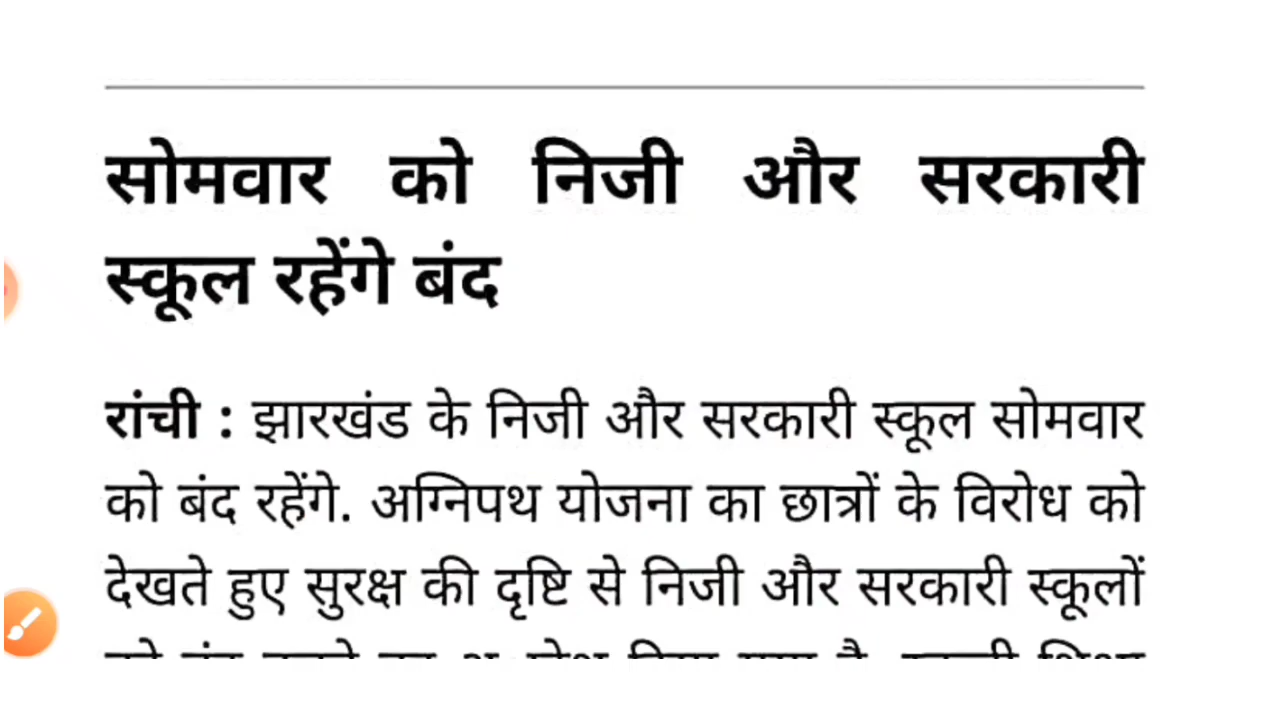 सोमवार को निजी और सरकारी
स्कूल रहेंगे बंद
रांची : झारखंड के निजी और सरकारी स्कूल सोमवार
को बंद रहेंगे. अग्निपथ योजना का छात्रों के विरोध को
देखते हुए सुरक्ष की दृष्टि से निजी और सरकारी स्कूलों